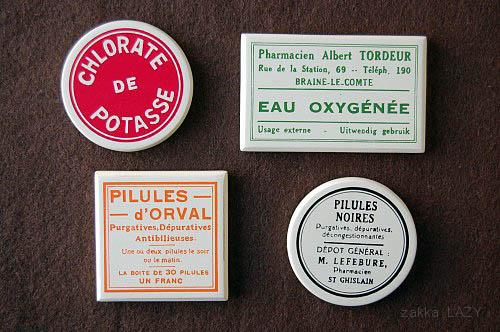 CHLORATE
DE
POTASSE
Pharmacien Albert TORDEUR
Rue de la Station, 69 -- Téléph. 190
BRAINE-LE-COMTE
EAU OXYGÉNÉE
Usage externe - Uitwendig gebruik
PILULES
— d'ORVAL —
Purgatives, Dépuratives
Antibilieuses.
Une ou deux pilules le soir
ou le matin.
LA BOITE DE 30 PILULES
UN FRANC
PILULES
NOIRES
Purgatives, dépuratives,
décongestionnantes
DÉPOT GÉNÉRAL :
M. LEFEBURE,
Pharmacien
ST GHISLAIN
zakka LAZY